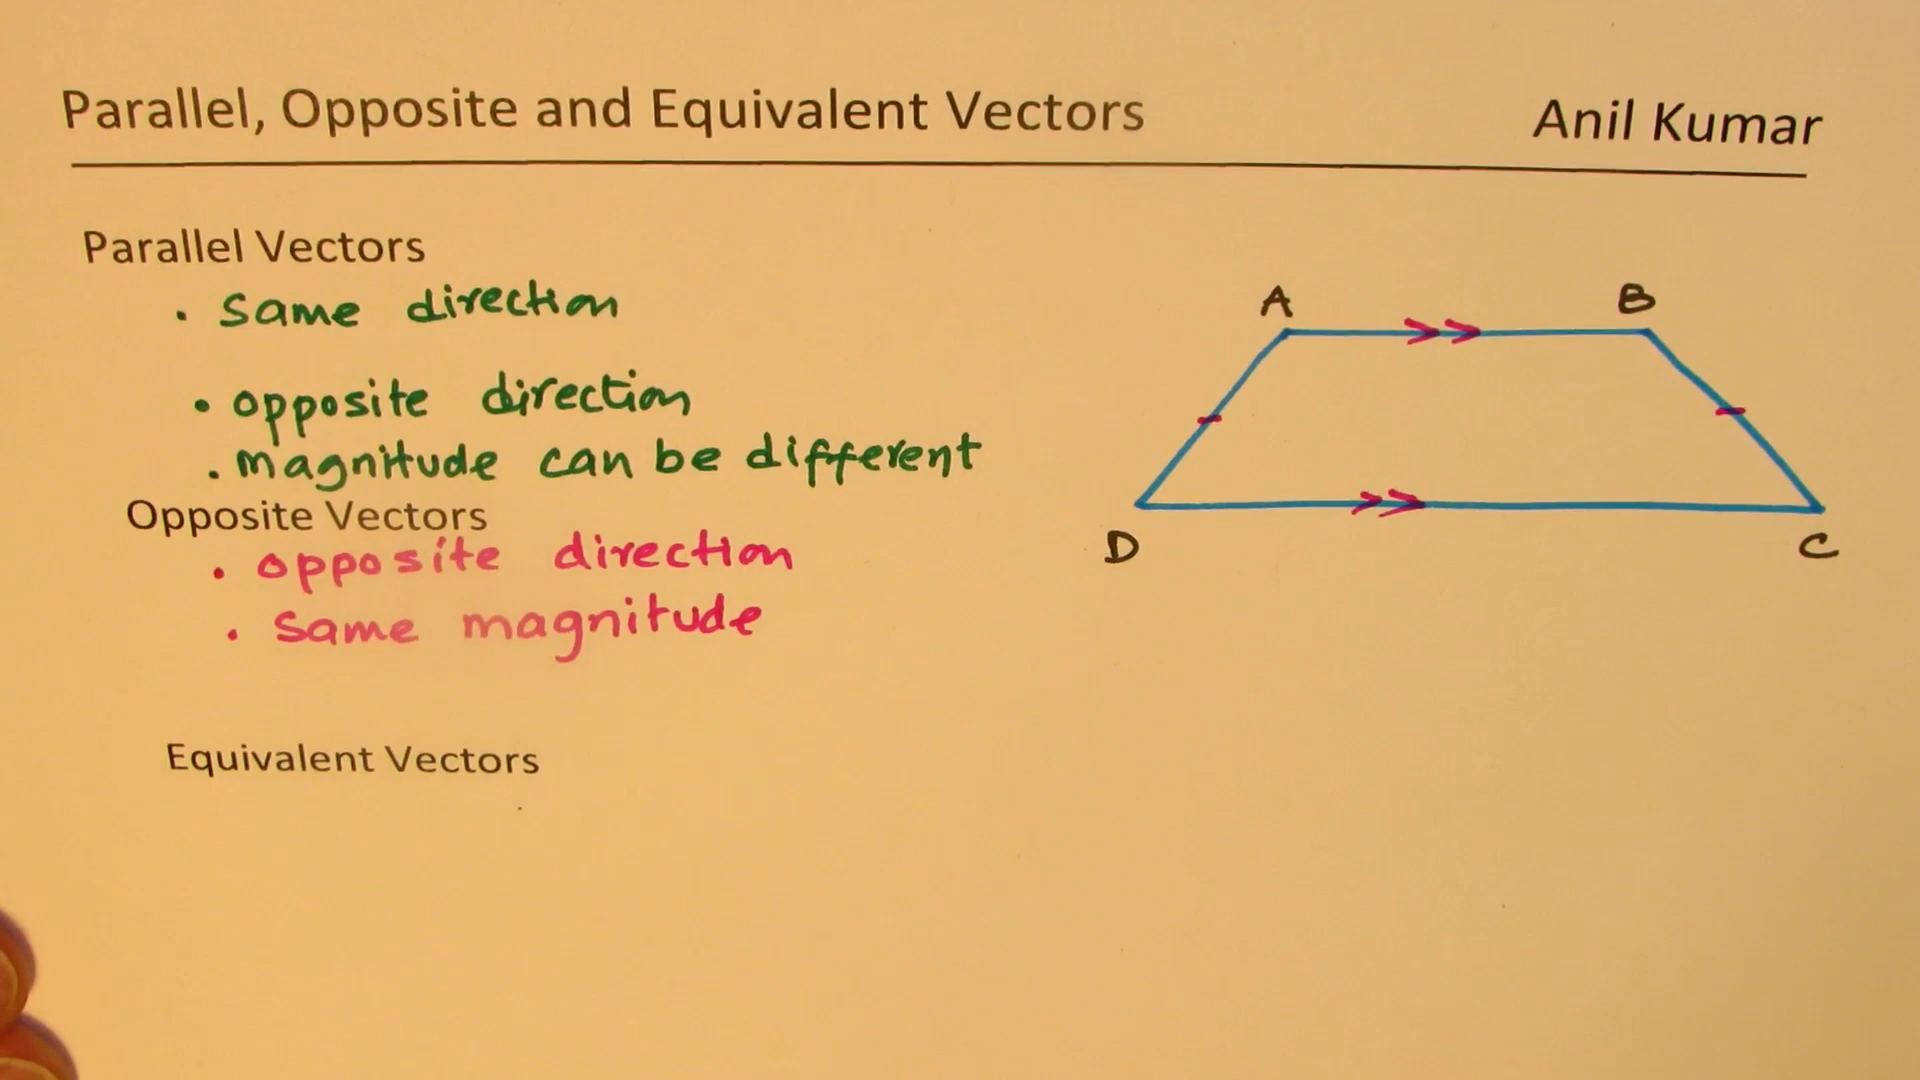 Parallel, Opposite and Equivalent Vectors
Anil Kumar
Parallel Vectors
• Same direction
• opposite direction
• magnitude can be different
Opposite Vectors
• opposite direction
• Same magnitude
Equivalent Vectors
A
B
D
C